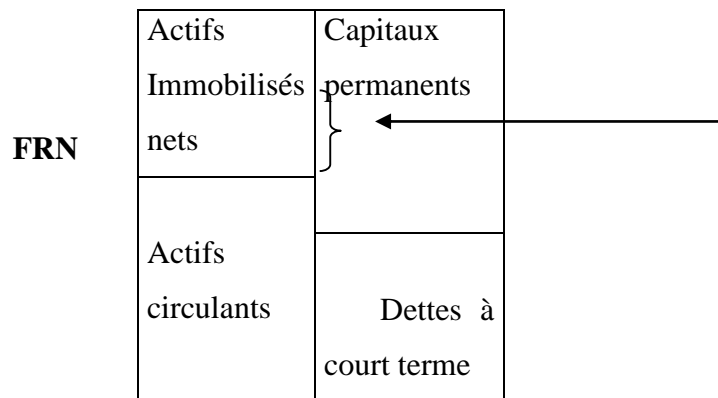 FRN
Actifs
Immobilisés
nets
Capitaux
permanents
Actifs
circulants
Dettes à
court terme